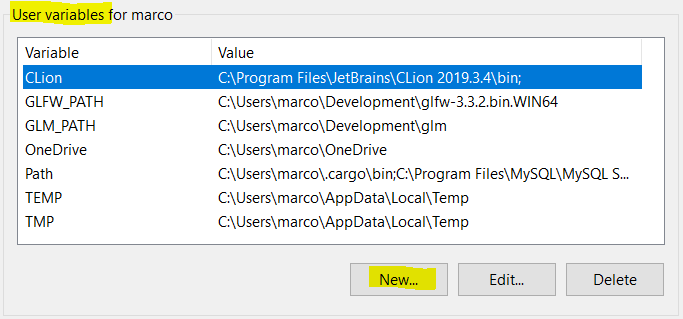 User variables for marco
Variable Value
CLion C:\Program Files\JetBrains\CLion 2019.3.4\bin;
GLFW_PATH C:\Users\marco\Development\glfw-3.3.2.bin.WIN64
GLM_PATH C:\Users\marco\Development\glm
OneDrive C:\Users\marco\OneDrive
Path C:\Users\marco\.cargo\bin;C:\Program Files\MySQL\MySQL S...
TEMP C:\Users\marco\AppData\Local\Temp
TMP C:\Users\marco\AppData\Local\Temp
New... Edit... Delete